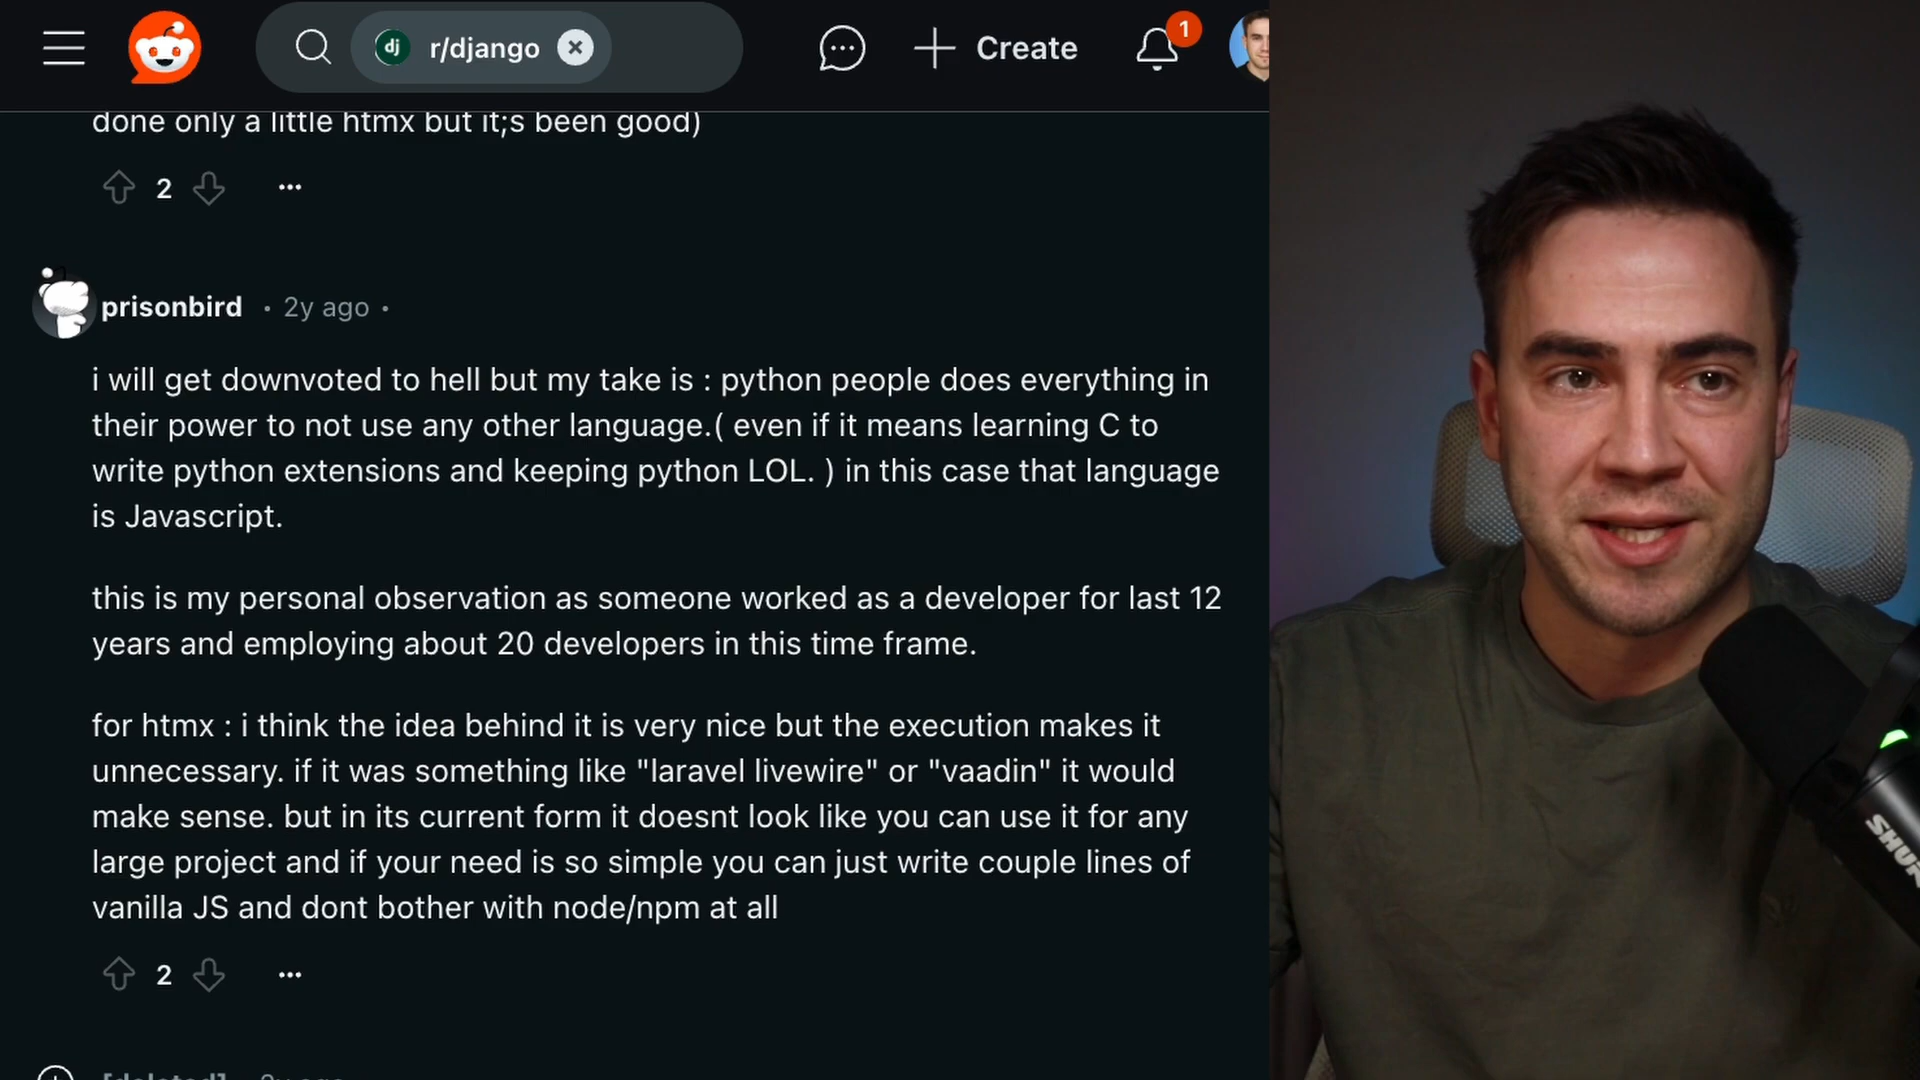 dj r/django
Create
1
done only a little htmx but it;s been good)
2
prisonbird · 2y ago ·
i will get downvoted to hell but my take is : python people does everything in
their power to not use any other language.( even if it means learning C to
write python extensions and keeping python LOL. ) in this case that language
is Javascript.
this is my personal observation as someone worked as a developer for last 12
years and employing about 20 developers in this time frame.
for htmx : i think the idea behind it is very nice but the execution makes it
unnecessary. if it was something like "laravel livewire" or "vaadin" it would
make sense. but in its current form it doesnt look like you can use it for any
large project and if your need is so simple you can just write couple lines of
vanilla JS and dont bother with node/npm at all
2
[deleted] 2y ago
SHUR